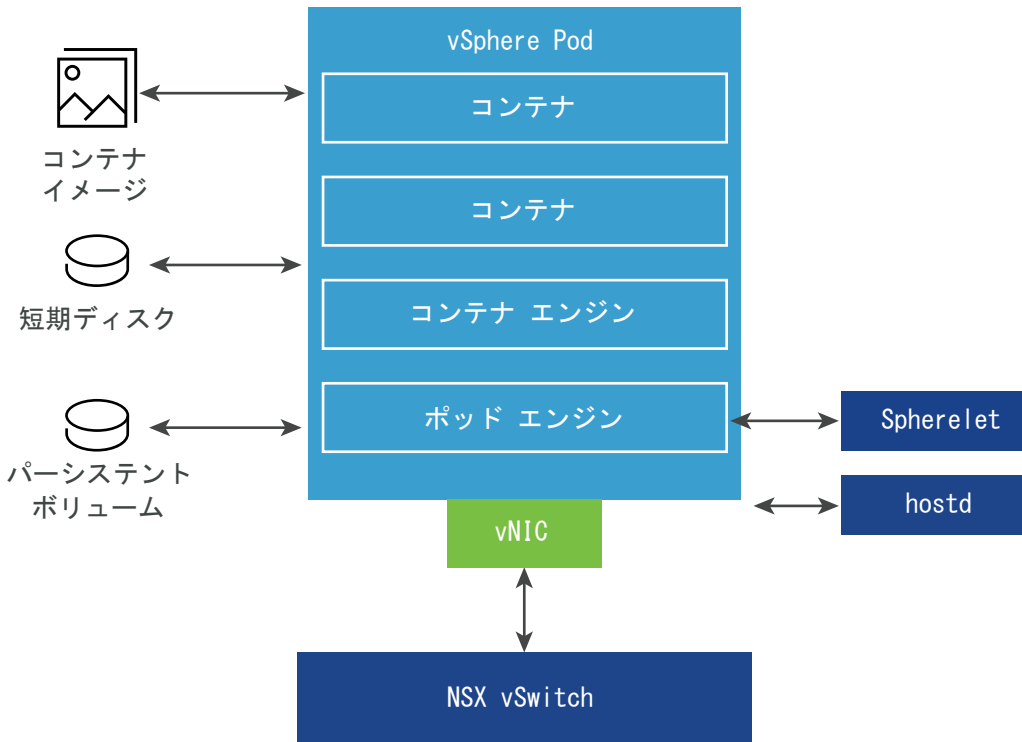 vSphere Pod
コンテナ
コンテナ
イメージ
コンテナ
短期ディスク
コンテナ エンジン
ポッド エンジン
パーシステント
ボリューム
Spherelet
hostd
vNIC
NSX vSwitch